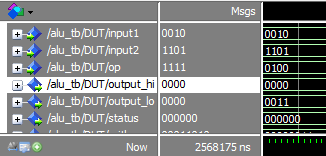 Msgs
/alu_tb/DUT/input1 0010 0010
/alu_tb/DUT/input2 1101 1101
/alu_tb/DUT/op 1111 0100
/alu_tb/DUT/output_hi 0000 0000
/alu_tb/DUT/output_lo 0000 0011
/alu_tb/DUT/status 000000 000000
Now 2568175 ns